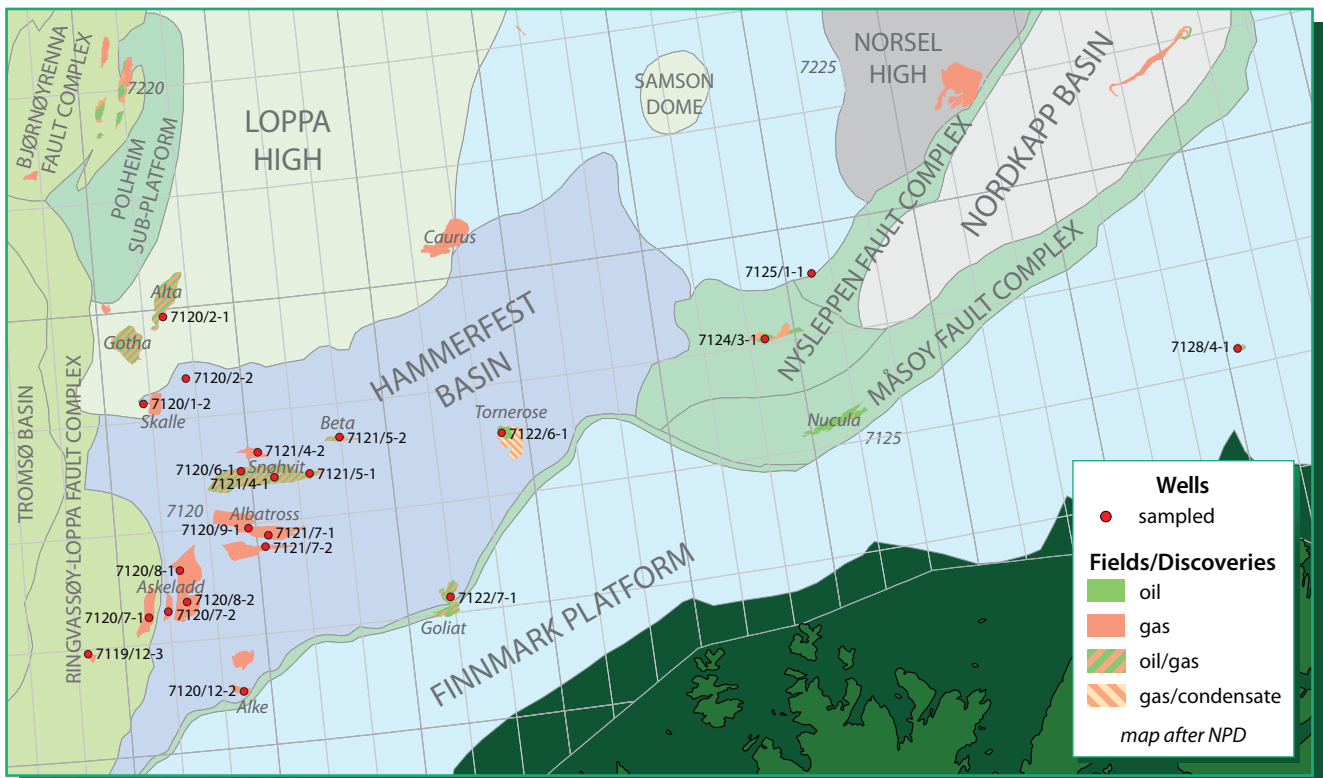 BJØRNØYRENNA
FAULT COMPLEX
7220
POLHEIM
SUB-PLATFORM
LOPPA
HIGH
SAMSON
DOME
7225
NORSEL
HIGH
NORDKAPP BASIN
NYSLEPPEN FAULT COMPLEX
MÅSOY FAULT COMPLEX
Caurus
Alta
7120/2-1
Gotha
7125/1-1
7124/3-1
7128/4-1
Nucula
7125
HAMMERFEST
BASIN
7120/2-2
7120/1-2
Skalle
Beta
7121/5-2
Tornerose
7122/6-1
7121/4-2
7120/6-1
Snøhvit
7121/4-1
7121/5-1
7120
Albatross
7120/9-1
7121/7-1
7121/7-2
7120/8-1
Askeladd
7120/8-2
7120/7-1
7120/7-2
7119/12-3
7120/12-2
Alke
7122/7-1
Goliat
FINNMARK PLATFORM
TROMSØ BASIN
RINGVASSØY-LOPPA FAULT COMPLEX
Wells
sampled
Fields/Discoveries
oil
gas
oil/gas
gas/condensate
map after NPD